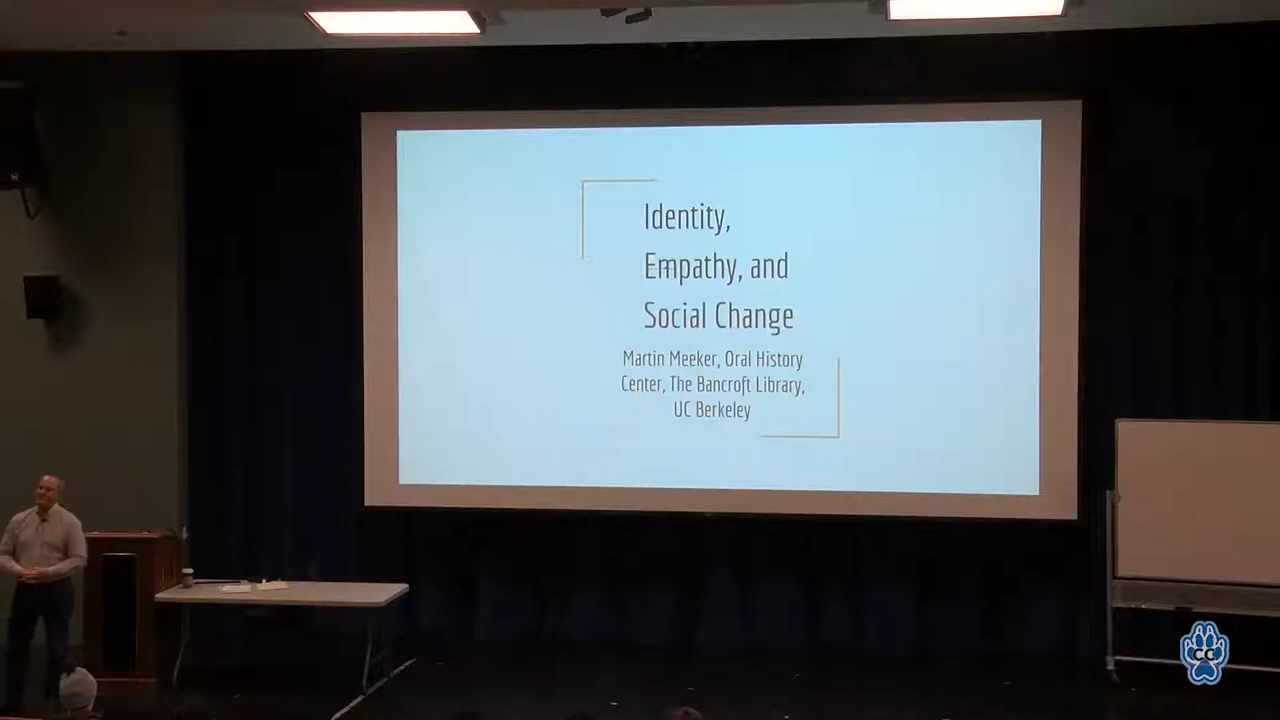 Identity,
Empathy, and
Social Change
Martin Meeker, Oral History
Center, The Bancroft Library,
UC Berkeley
CC